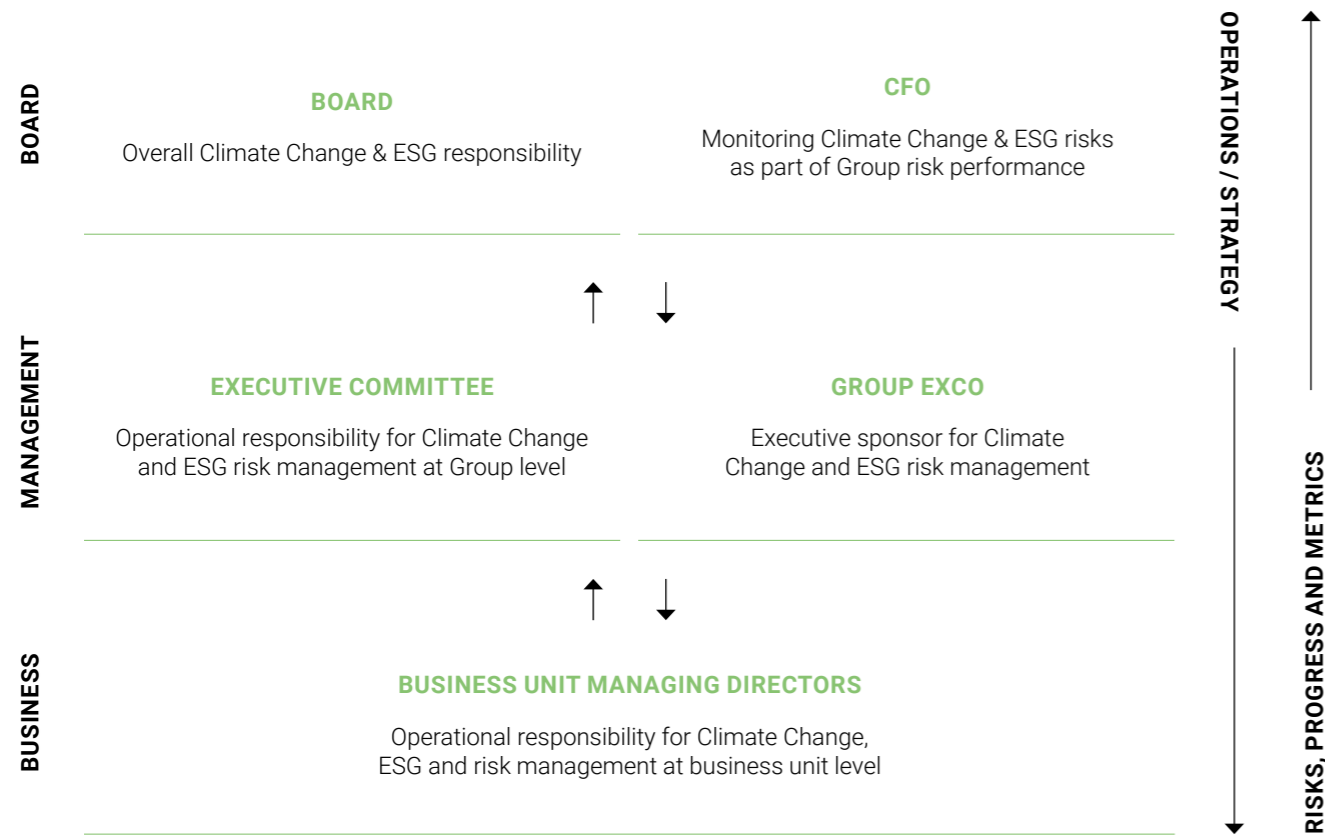 BOARD
BOARD
Overall Climate Change & ESG responsibility
CFO
Monitoring Climate Change & ESG risks
as part of Group risk performance
MANAGEMENT
EXECUTIVE COMMITTEE
Operational responsibility for Climate Change
and ESG risk management at Group level
GROUP EXCO
Executive sponsor for Climate
Change and ESG risk management
BUSINESS
BUSINESS UNIT MANAGING DIRECTORS
Operational responsibility for Climate Change,
ESG and risk management at business unit level
OPERATIONS / STRATEGY
RISKS, PROGRESS AND METRICS